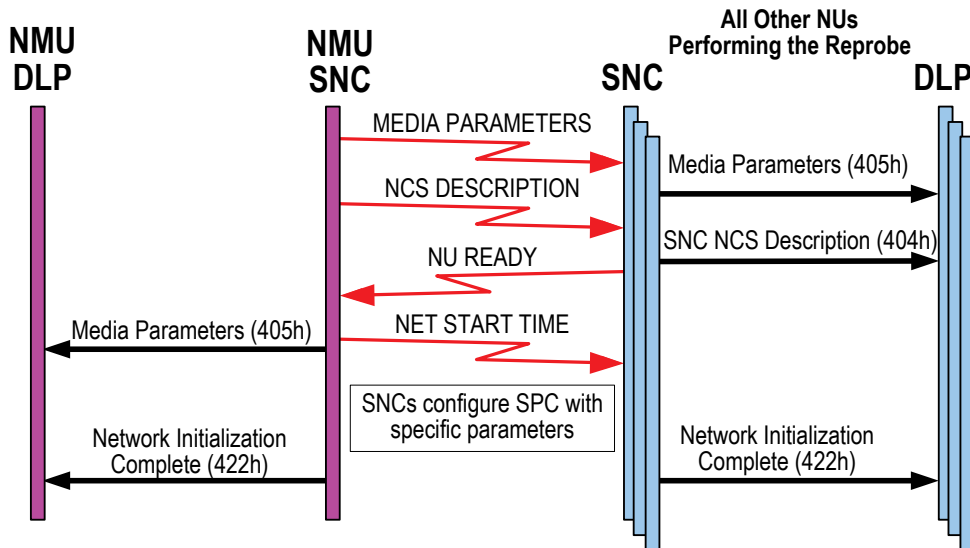 All Other NUs
Performing the Reprobe
NMU
DLP
NMU
SNC
SNC
DLP
MEDIA PARAMETERS
Media Parameters (405h)
NCS DESCRIPTION
SNC NCS Description (404h)
NU READY
NET START TIME
Media Parameters (405h)
SNCs configure SPC with
specific parameters
Network Initialization
Complete (422h)
Network Initialization
Complete (422h)